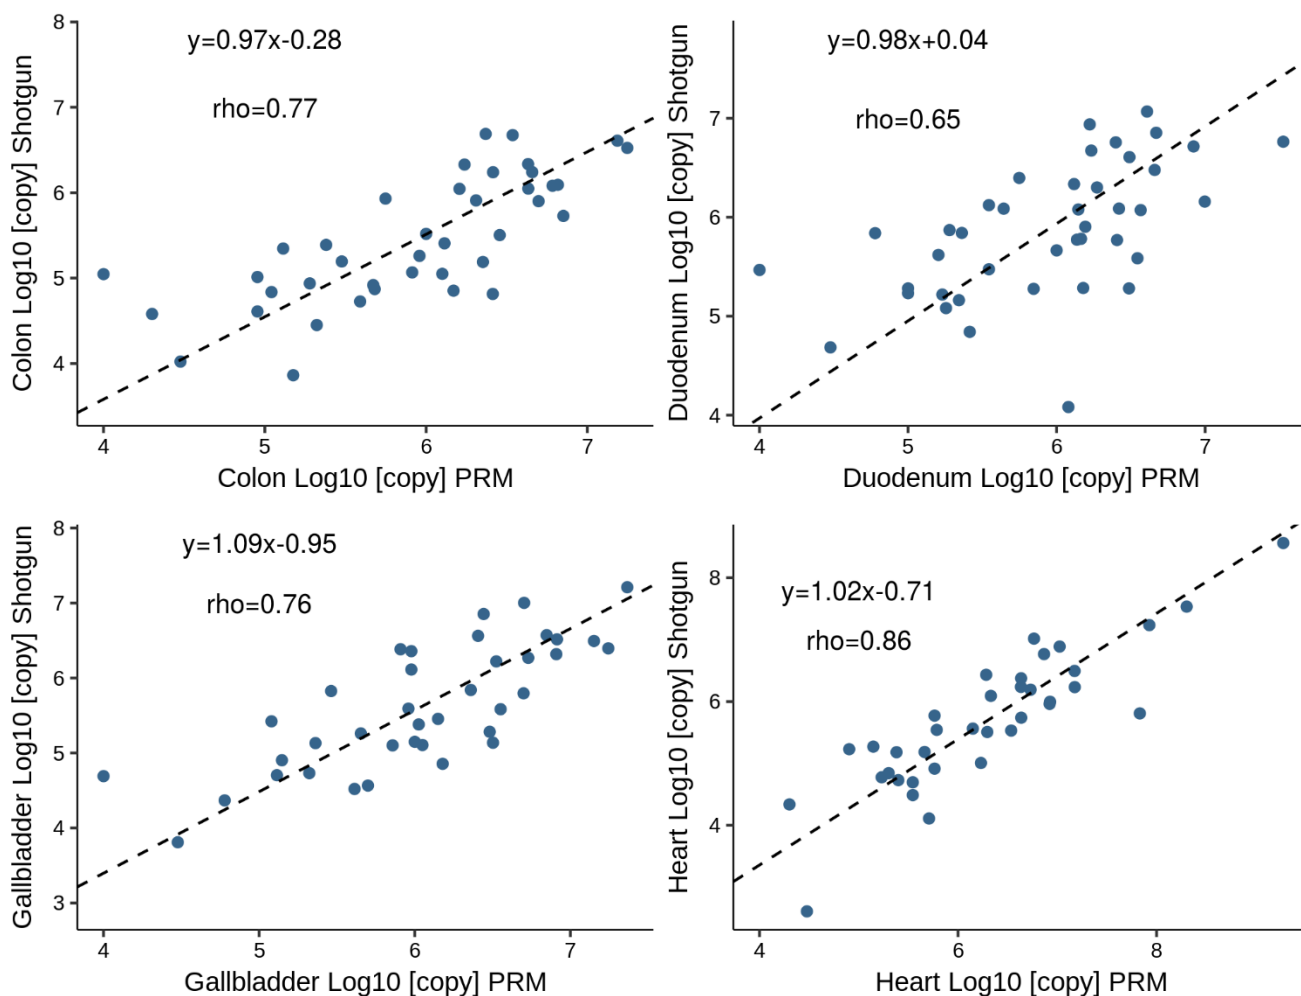 y=0.97x-0.28
rho=0.77
8
7
6
5
4
4 5 6 7
Colon Log10 [copy] Shotgun
Colon Log10 [copy] PRM
y=0.98x+0.04
rho=0.65
7
6
5
4
4 5 6 7
Duodenum Log10 [copy] Shotgun
Duodenum Log10 [copy] PRM
y=1.09x-0.95
rho=0.76
8
7
6
5
4
3
4 5 6 7
Gallbladder Log10 [copy] Shotgun
Gallbladder Log10 [copy] PRM
y=1.02x-0.71
rho=0.86
8
6
4
4 6 8
Heart Log10 [copy] Shotgun
Heart Log10 [copy] PRM